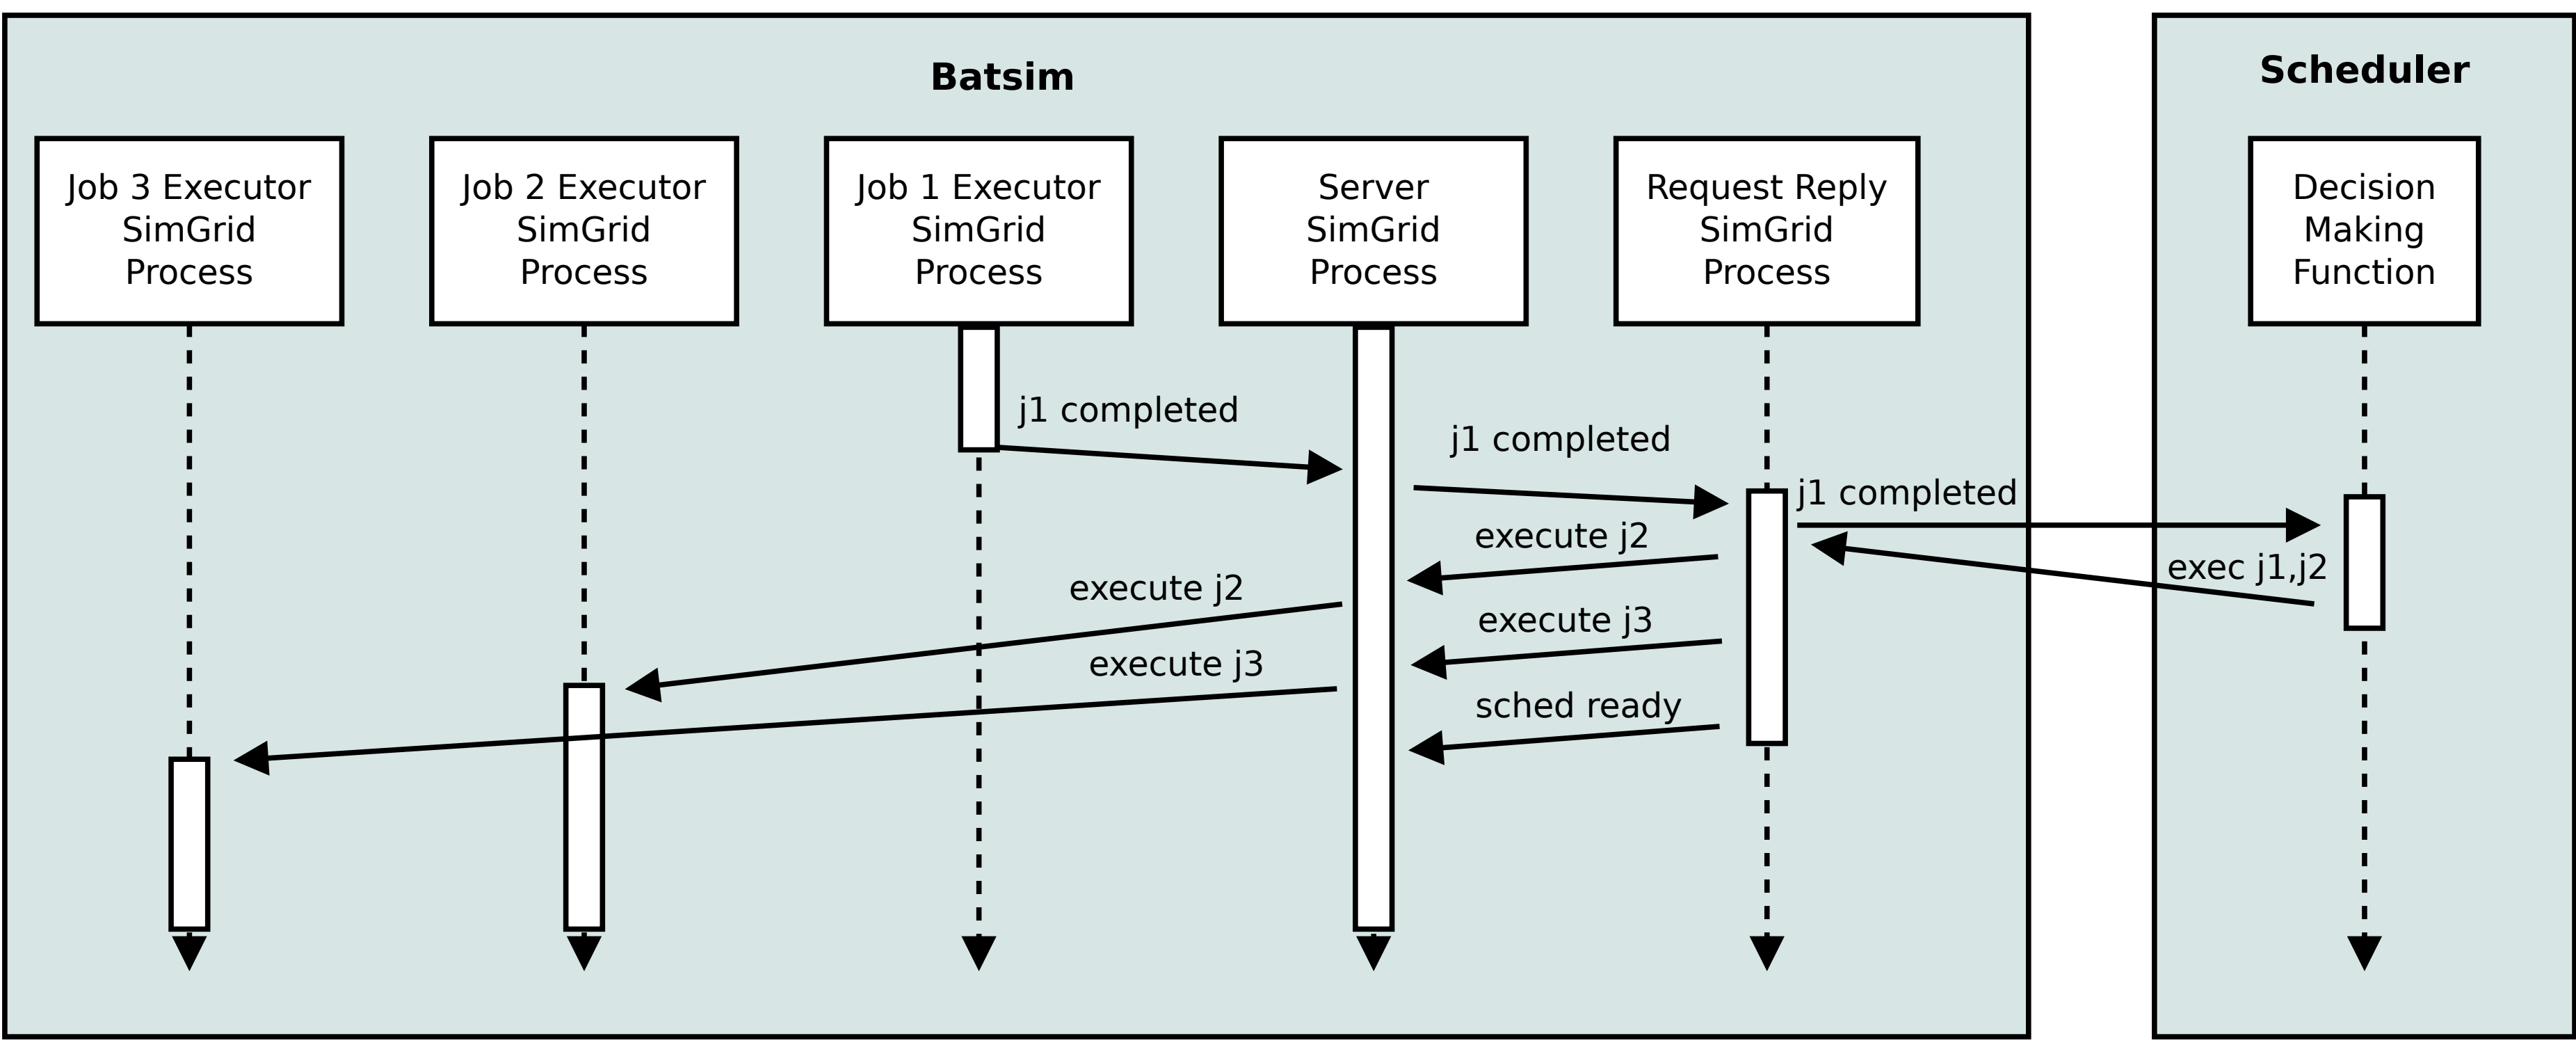 Batsim
Scheduler
Job 3 Executor
SimGrid
Process
Job 2 Executor
SimGrid
Process
Job 1 Executor
SimGrid
Process
Server
SimGrid
Process
Request Reply
SimGrid
Process
Decision
Making
Function
j1 completed
j1 completed
j1 completed
execute j2
exec j1,j2
execute j2
execute j3
execute j3
sched ready